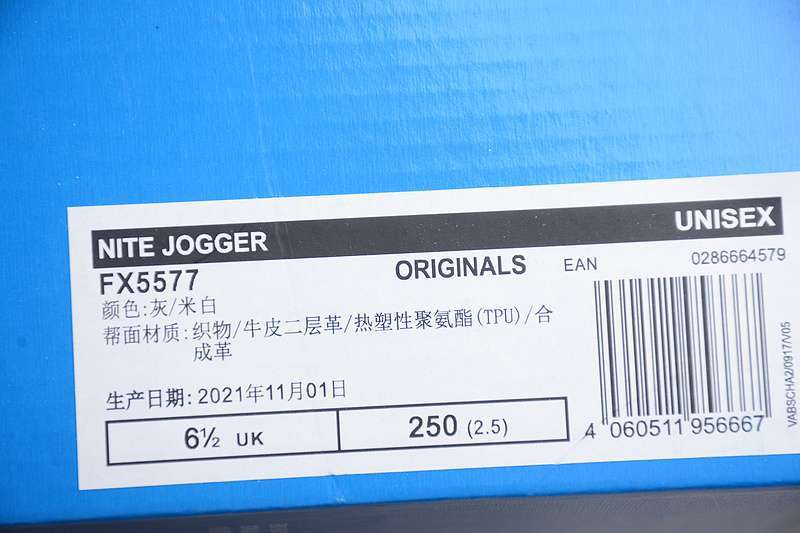 NITE JOGGER
UNISEX
FX5577
ORIGINALS
EAN
0286664579
颜色:灰/米白
帮面材质:织物/牛皮二层革/热塑性聚氨酯(TPU)/合
成革
生产日期:2021年11月01日
6½ UK
250 (2.5)
4 060511 956667
VABSCHA2/0917/V05